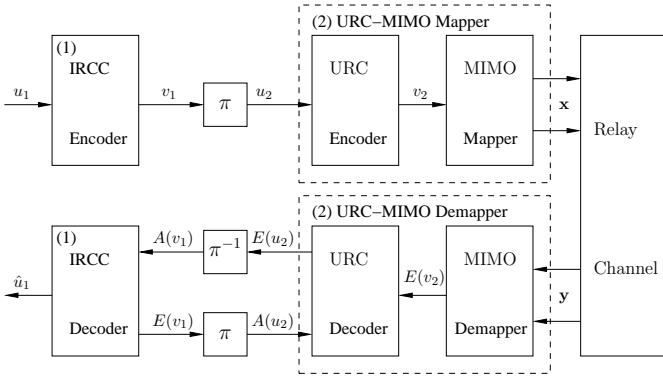 (2) URC–MIMO Mapper
(1)
IRCC
Encoder
URC
Encoder
MIMO
Mapper
u₁
v₁
π
u₂
v₂
x
Relay
Channel
(2) URC–MIMO Demapper
(1)
IRCC
Decoder
A(v₁)
π⁻¹
E(u₂)
URC
Decoder
E(v₂)
MIMO
Demapper
y
û₁
E(v₁)
π
A(u₂)